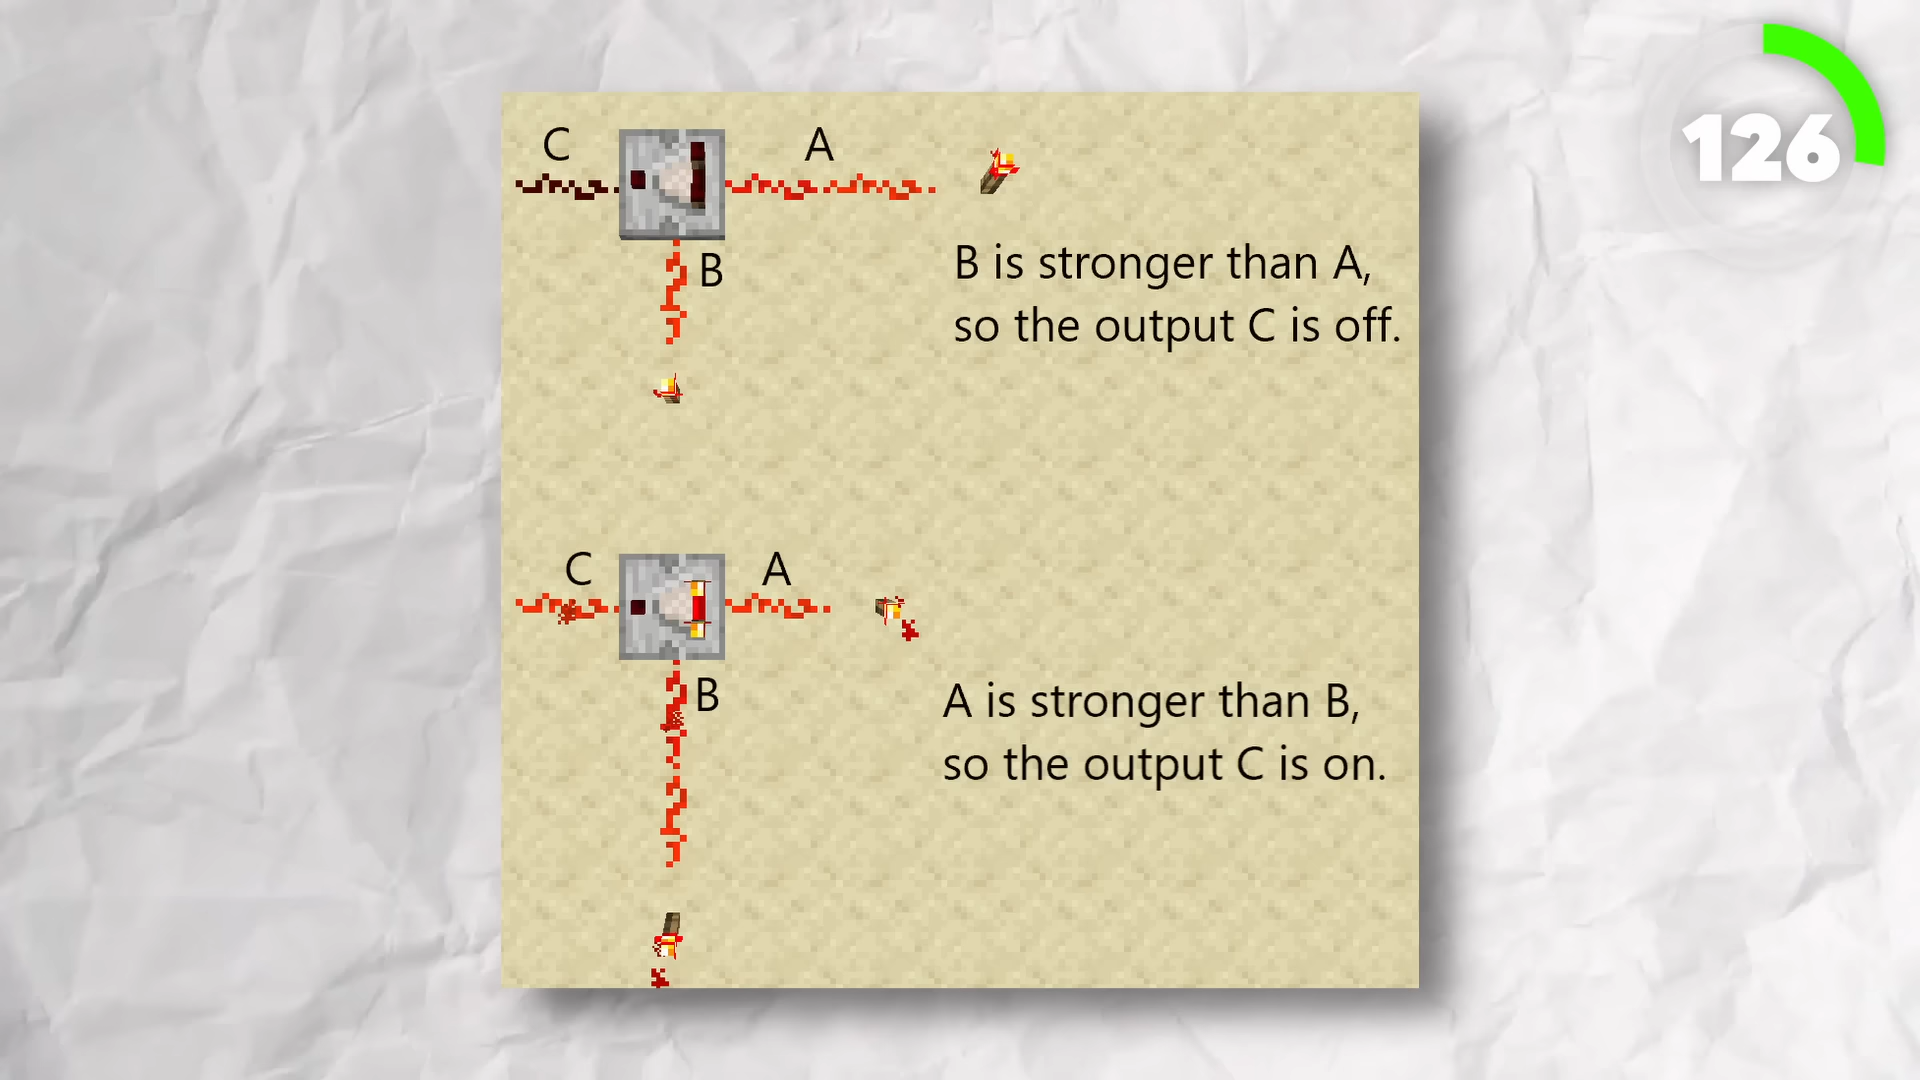 126
C
A
B
B is stronger than A,
so the output C is off.
C
A
B
A is stronger than B,
so the output C is on.